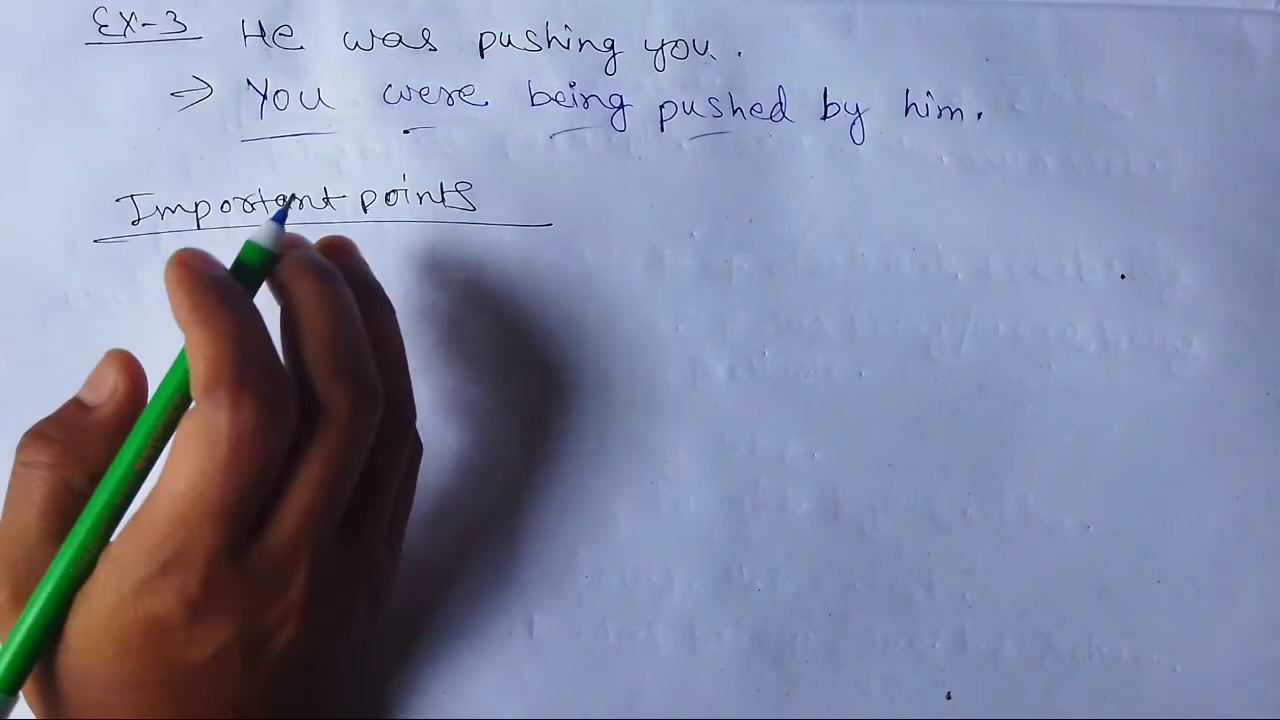 Ex-3 He was pushing you.
→ You were being pushed by him.
Important points